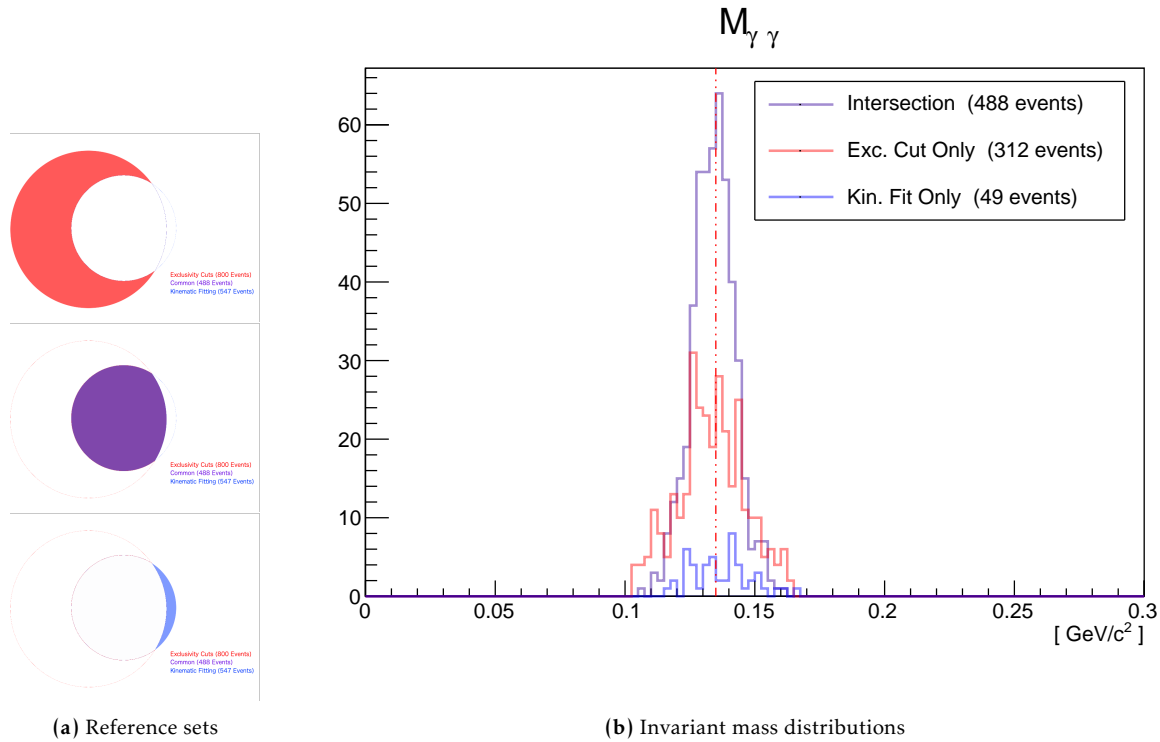 Exclusivity Cuts (800 Events)
Common (488 Events)
Kinematic Fitting (547 Events)
Exclusivity Cuts (800 Events)
Common (488 Events)
Kinematic Fitting (547 Events)
Exclusivity Cuts (800 Events)
Common (488 Events)
Kinematic Fitting (547 Events)
(a) Reference sets
M_{γ γ}
Intersection (488 events)
Exc. Cut Only (312 events)
Kin. Fit Only (49 events)
60
50
40
30
20
10
0
0 0.05 0.1 0.15 0.2 0.25 0.3
[ GeV/c² ]
(b) Invariant mass distributions